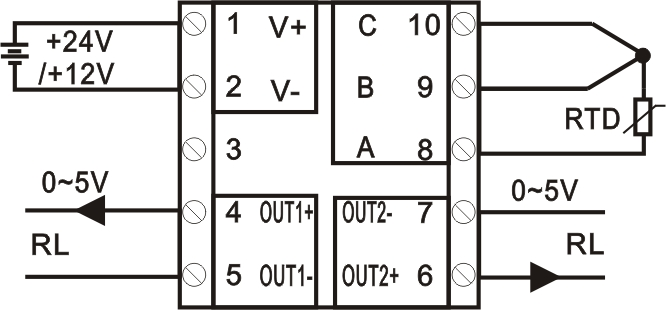 +24V
/+12V
1 V+ C 10
2 V- B 9
RTD
3 A 8
0~5V
0~5V
4 OUT1+ OUT2- 7
RL
RL
5 OUT1- OUT2+ 6